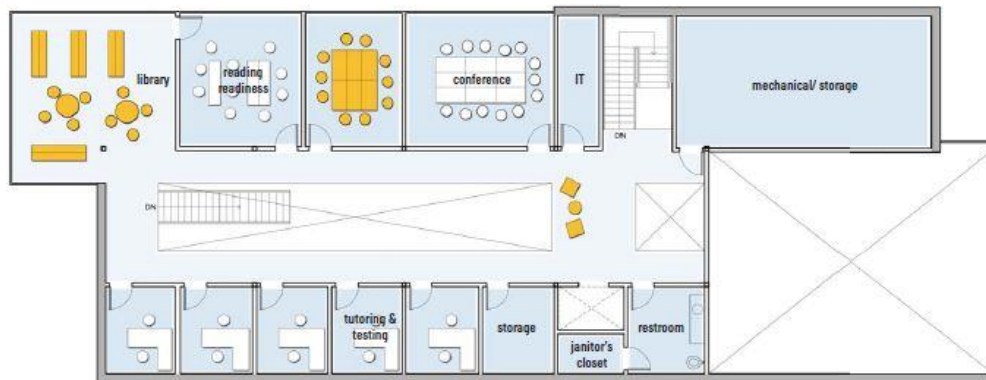 library
reading
readiness
conference
IT
DN
mechanical/ storage
DN
tutoring &
testing
storage
janitor's
closet
restroom